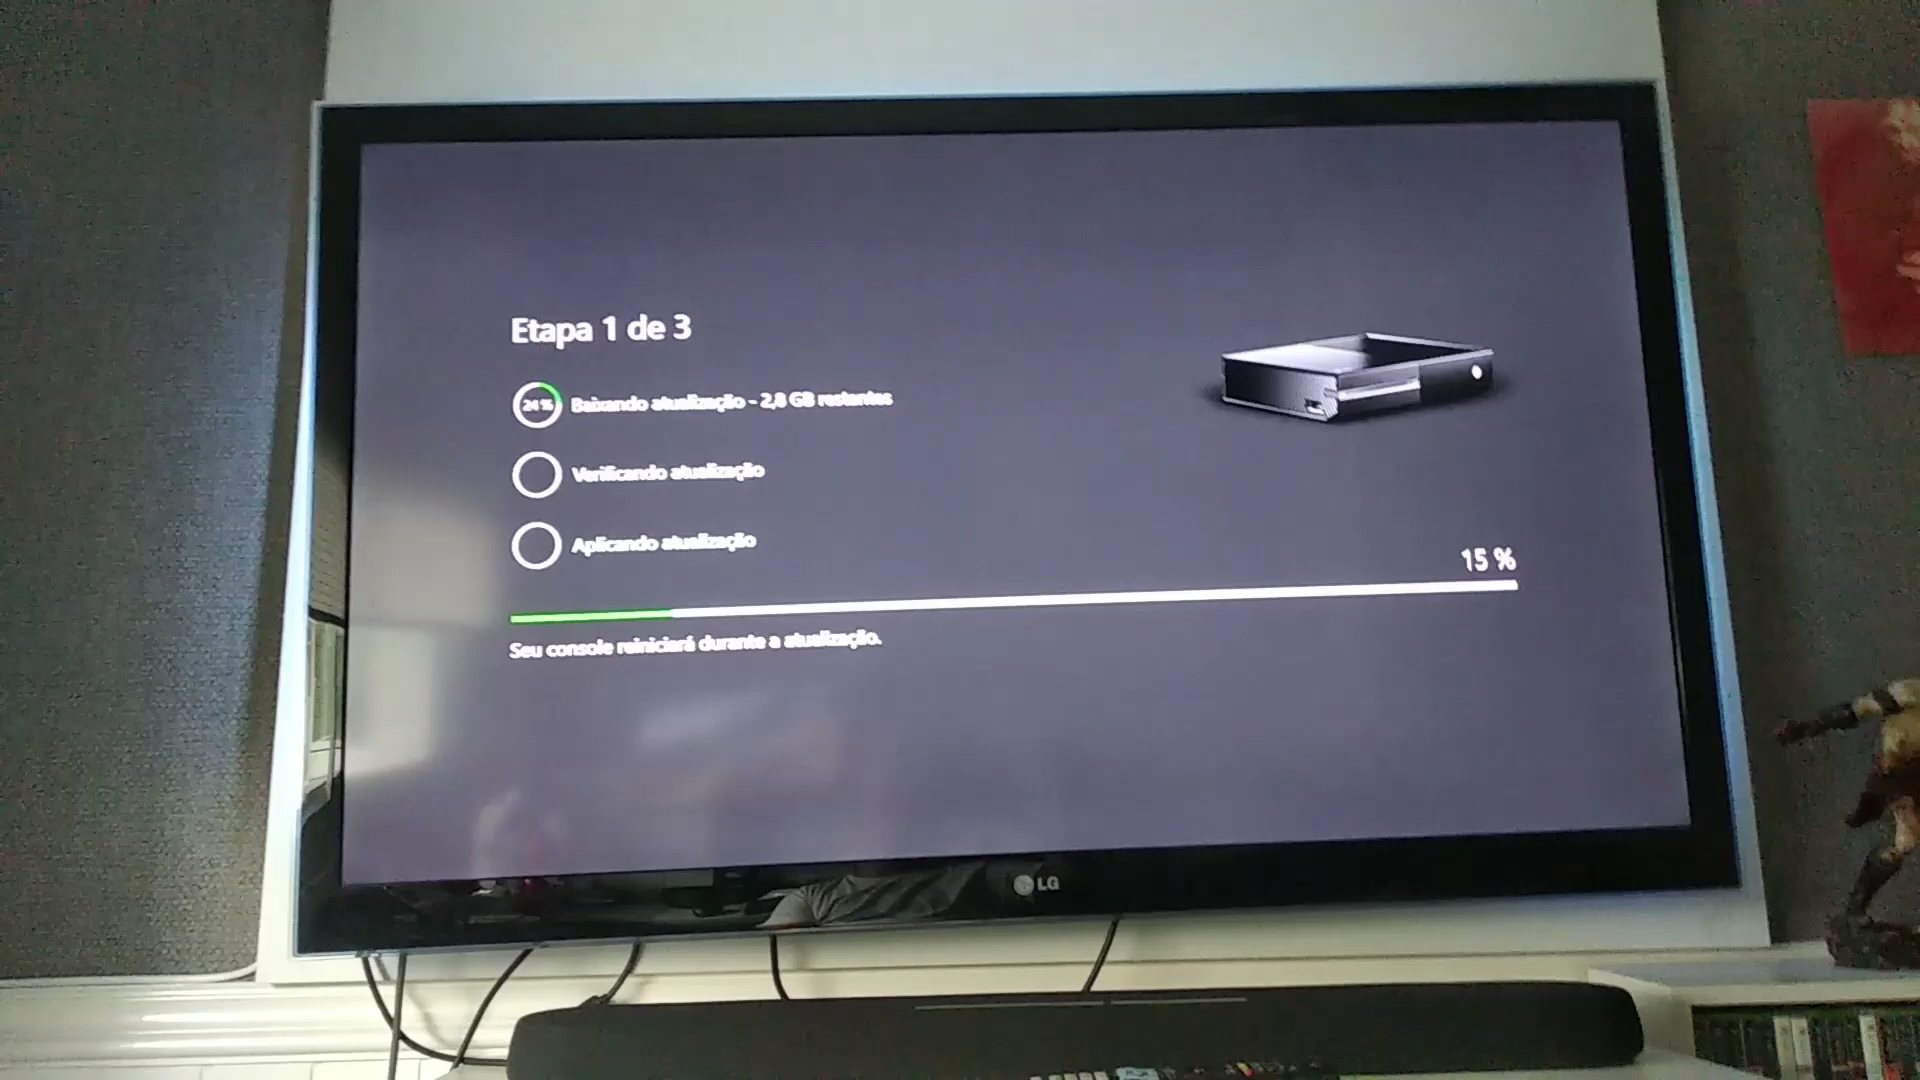 Etapa 1 de 3
24 % Baixando atualização - 2,8 GB restantes
Verificando atualização
Aplicando atualização
15 %
Seu console reiniciará durante a atualização.
LG